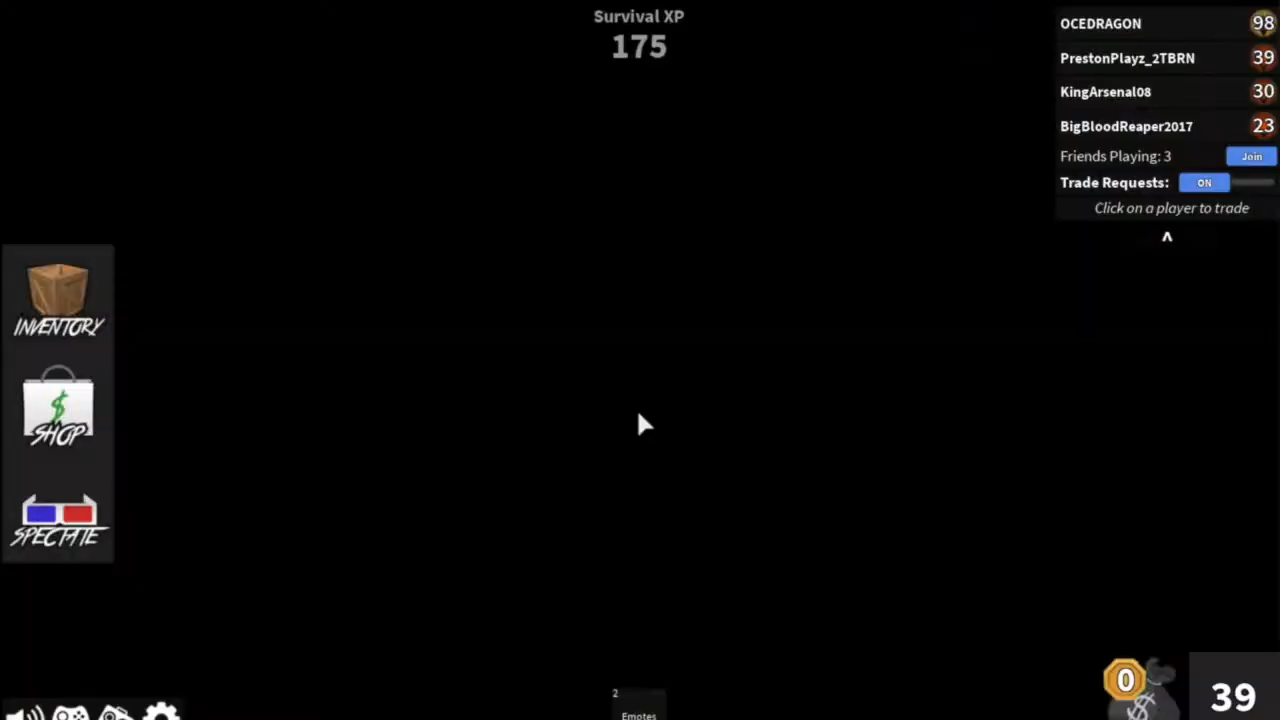 Survival XP
175
OCEDRAGON 98
PrestonPlayz_2TBRN 39
KingArsenal08 30
BigBloodReaper2017 23
Friends Playing: 3 Join
Trade Requests: ON
Click on a player to trade
^
INVENTORY
$
SHOP
SPECTATE
2
Emotes
0
$
39